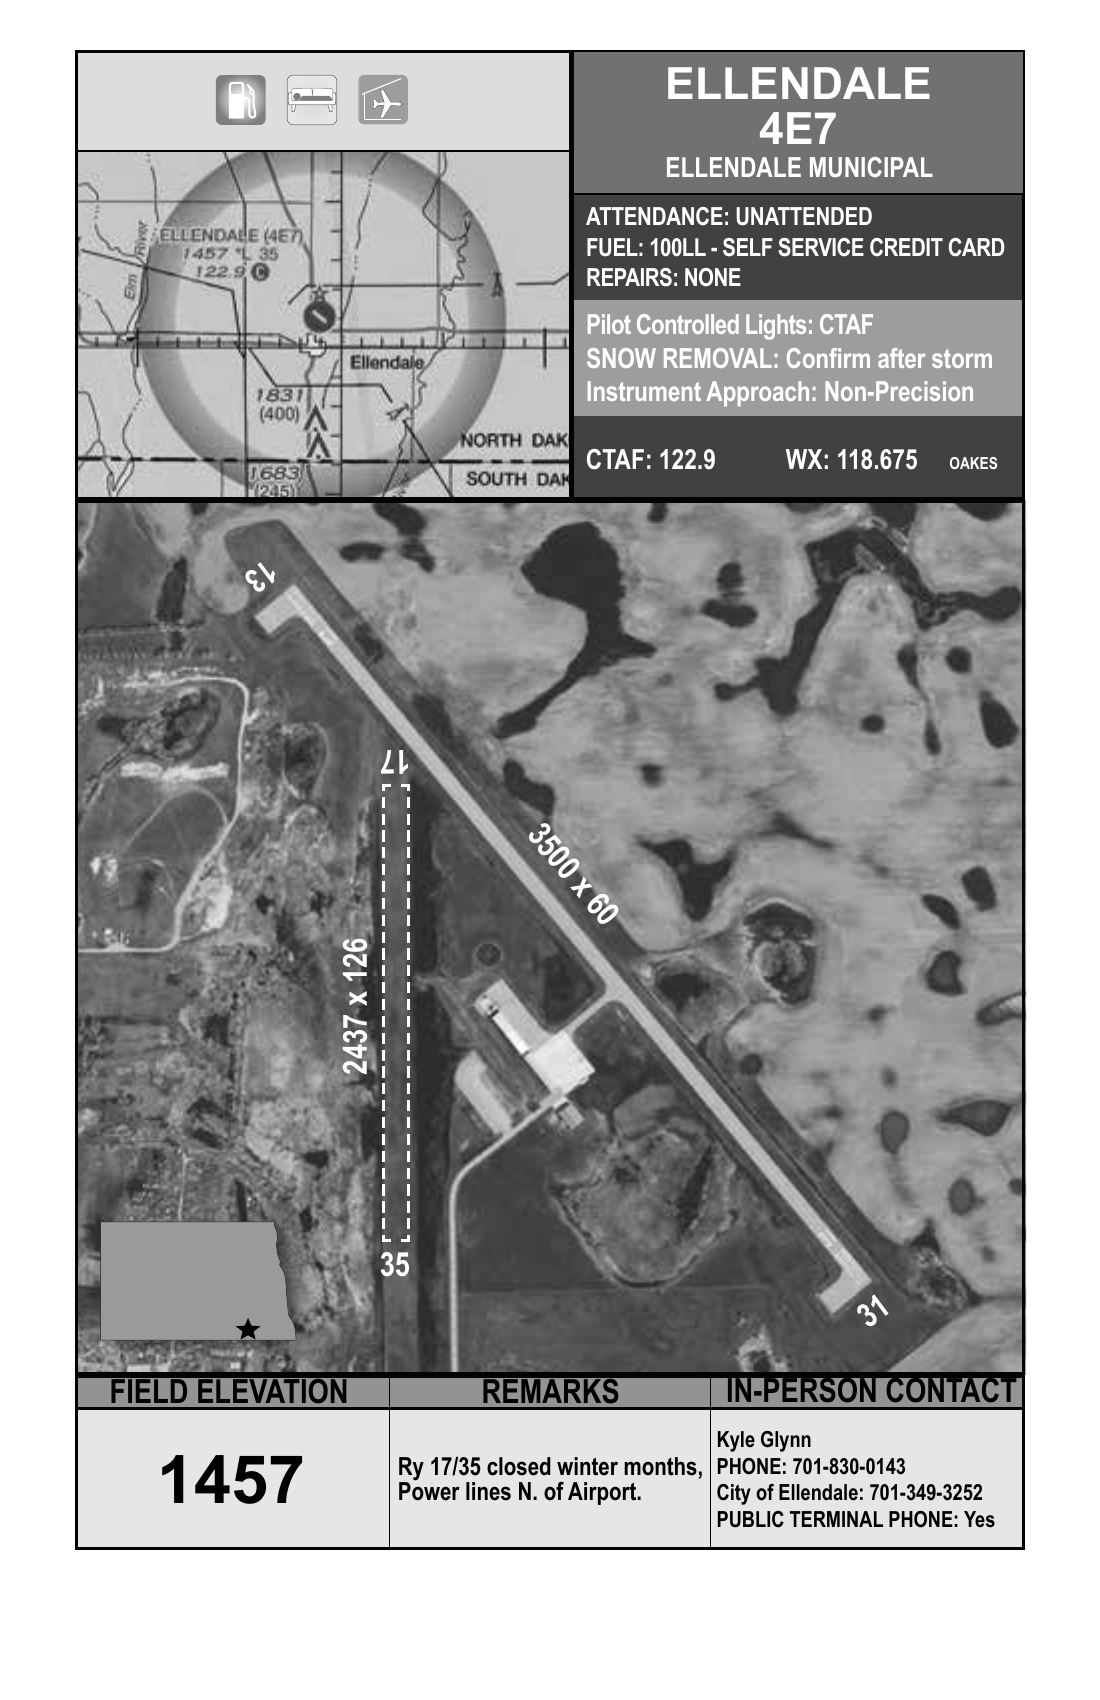 ELLENDALE
4E7
ELLENDALE MUNICIPAL
ATTENDANCE: UNATTENDED
FUEL: 100LL - SELF SERVICE CREDIT CARD
REPAIRS: NONE
Pilot Controlled Lights: CTAF
SNOW REMOVAL: Confirm after storm
Instrument Approach: Non-Precision
CTAF: 122.9 WX: 118.675 OAKES
Elm River
ELLENDALE (4E7)
1457 *L 35
122.9 C
Ellendale
1831
(400)
NORTH DAK
1683
(245)
SOUTH DAK
13
17
3500 x 60
2437 x 126
35
31
FIELD ELEVATION
1457
REMARKS
Ry 17/35 closed winter months,
Power lines N. of Airport.
IN-PERSON CONTACT
Kyle Glynn
PHONE: 701-830-0143
City of Ellendale: 701-349-3252
PUBLIC TERMINAL PHONE: Yes